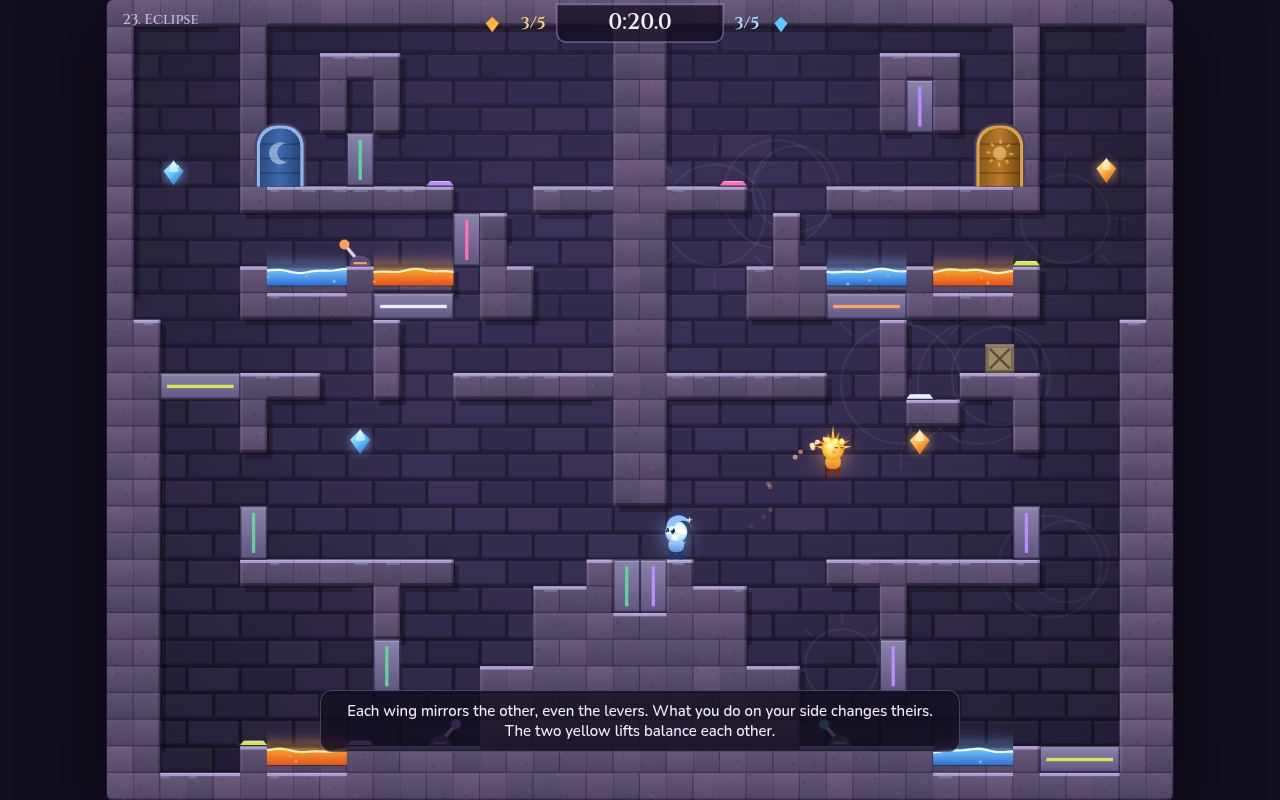 23. ECLIPSE
3/5
0:20.0
3/5
Each wing mirrors the other, even the levers. What you do on your side changes theirs.
The two yellow lifts balance each other.